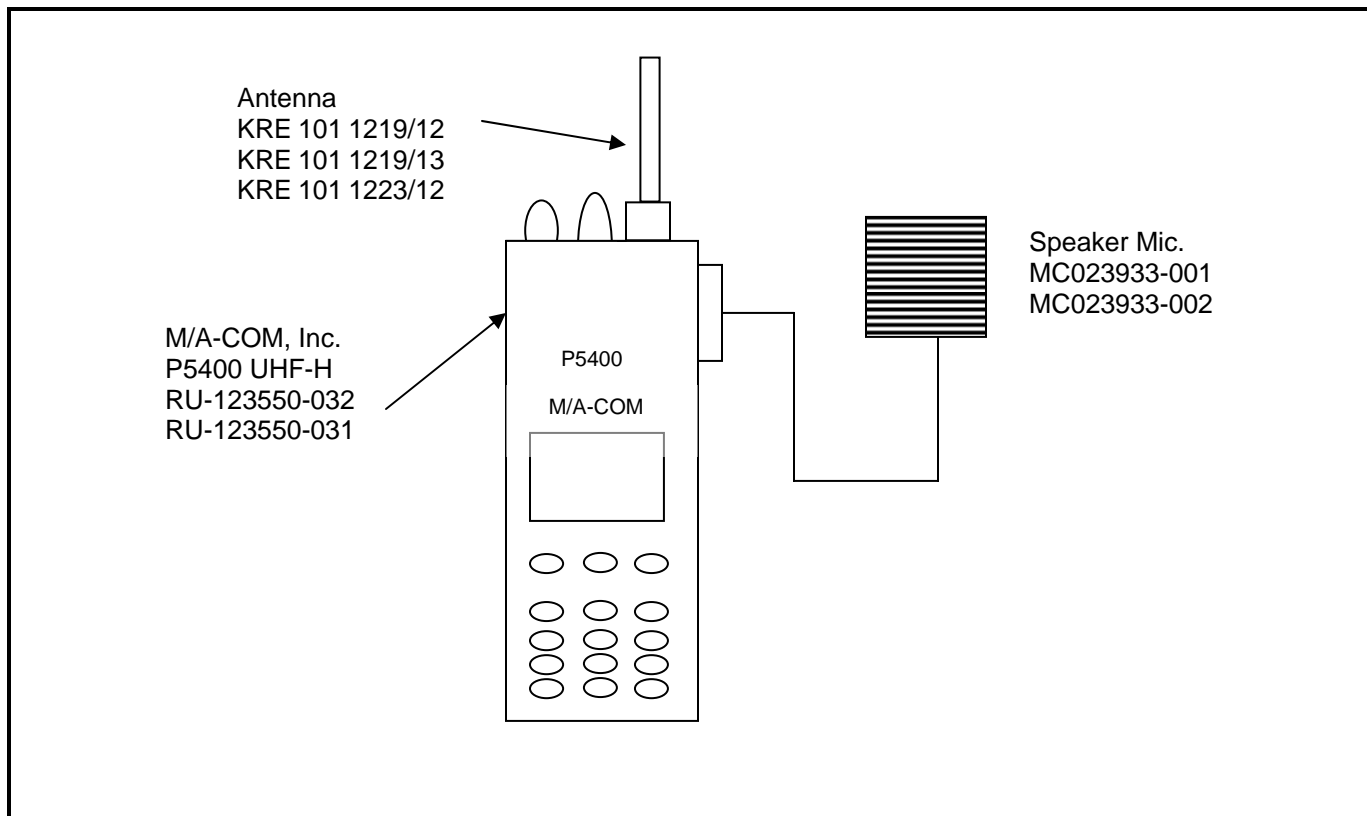 Antenna
KRE 101 1219/12
KRE 101 1219/13
KRE 101 1223/12
Speaker Mic.
MC023933-001
MC023933-002
M/A-COM, Inc.
P5400 UHF-H
RU-123550-032
RU-123550-031
P5400
M/A-COM